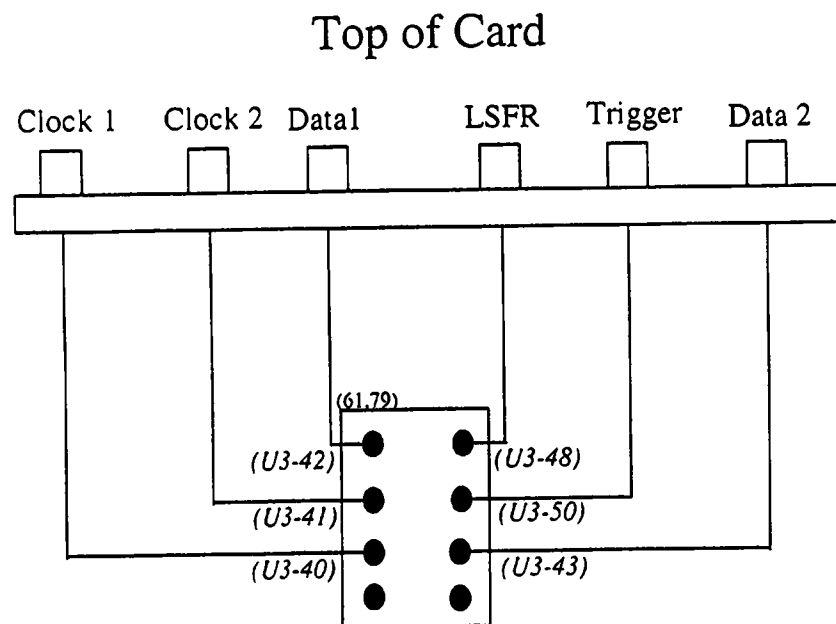 Top of Card
Clock 1 Clock 2 Data1 LSFR Trigger Data 2
(61,79)
(U3-42) (U3-48)
(U3-41) (U3-50)
(U3-40) (U3-43)